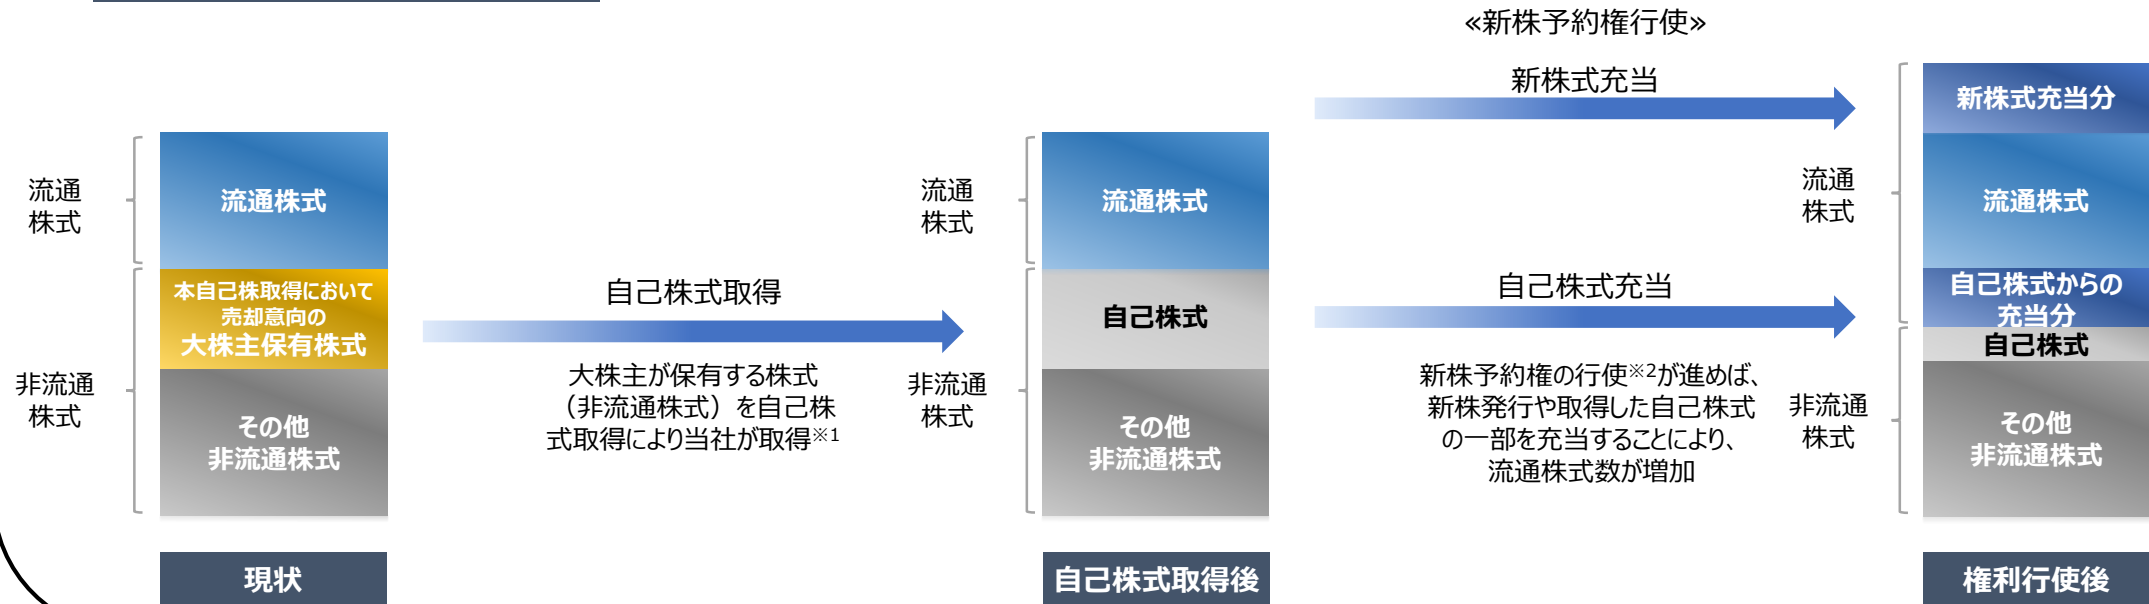 «新株予約権行使»
新株式充当
新株式充当分
流通
株式
流通株式
流通
株式
流通株式
流通
株式
流通株式
本自己株取得において
売却意向の
大株主保有株式
自己株式取得
自己株式
自己株式充当
自己株式からの
充当分
自己株式
非流通
株式
その他
非流通株式
大株主が保有する株式
（非流通株式）を自己株
式取得により当社が取得※1
非流通
株式
その他
非流通株式
新株予約権の行使※2が進めば、
新株発行や取得した自己株式
の一部を充当することにより、
流通株式数が増加
非流通
株式
その他
非流通株式
現状
自己株式取得後
権利行使後